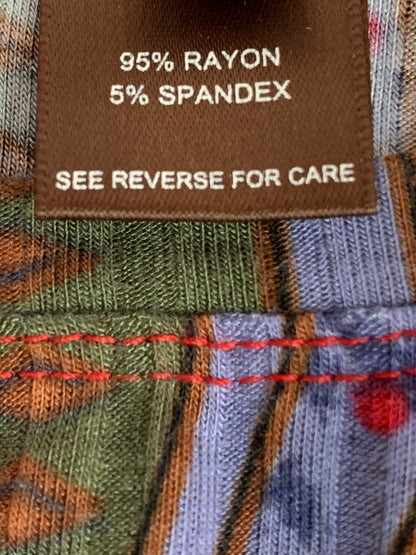 95% RAYON
5% SPANDEX
SEE REVERSE FOR CARE